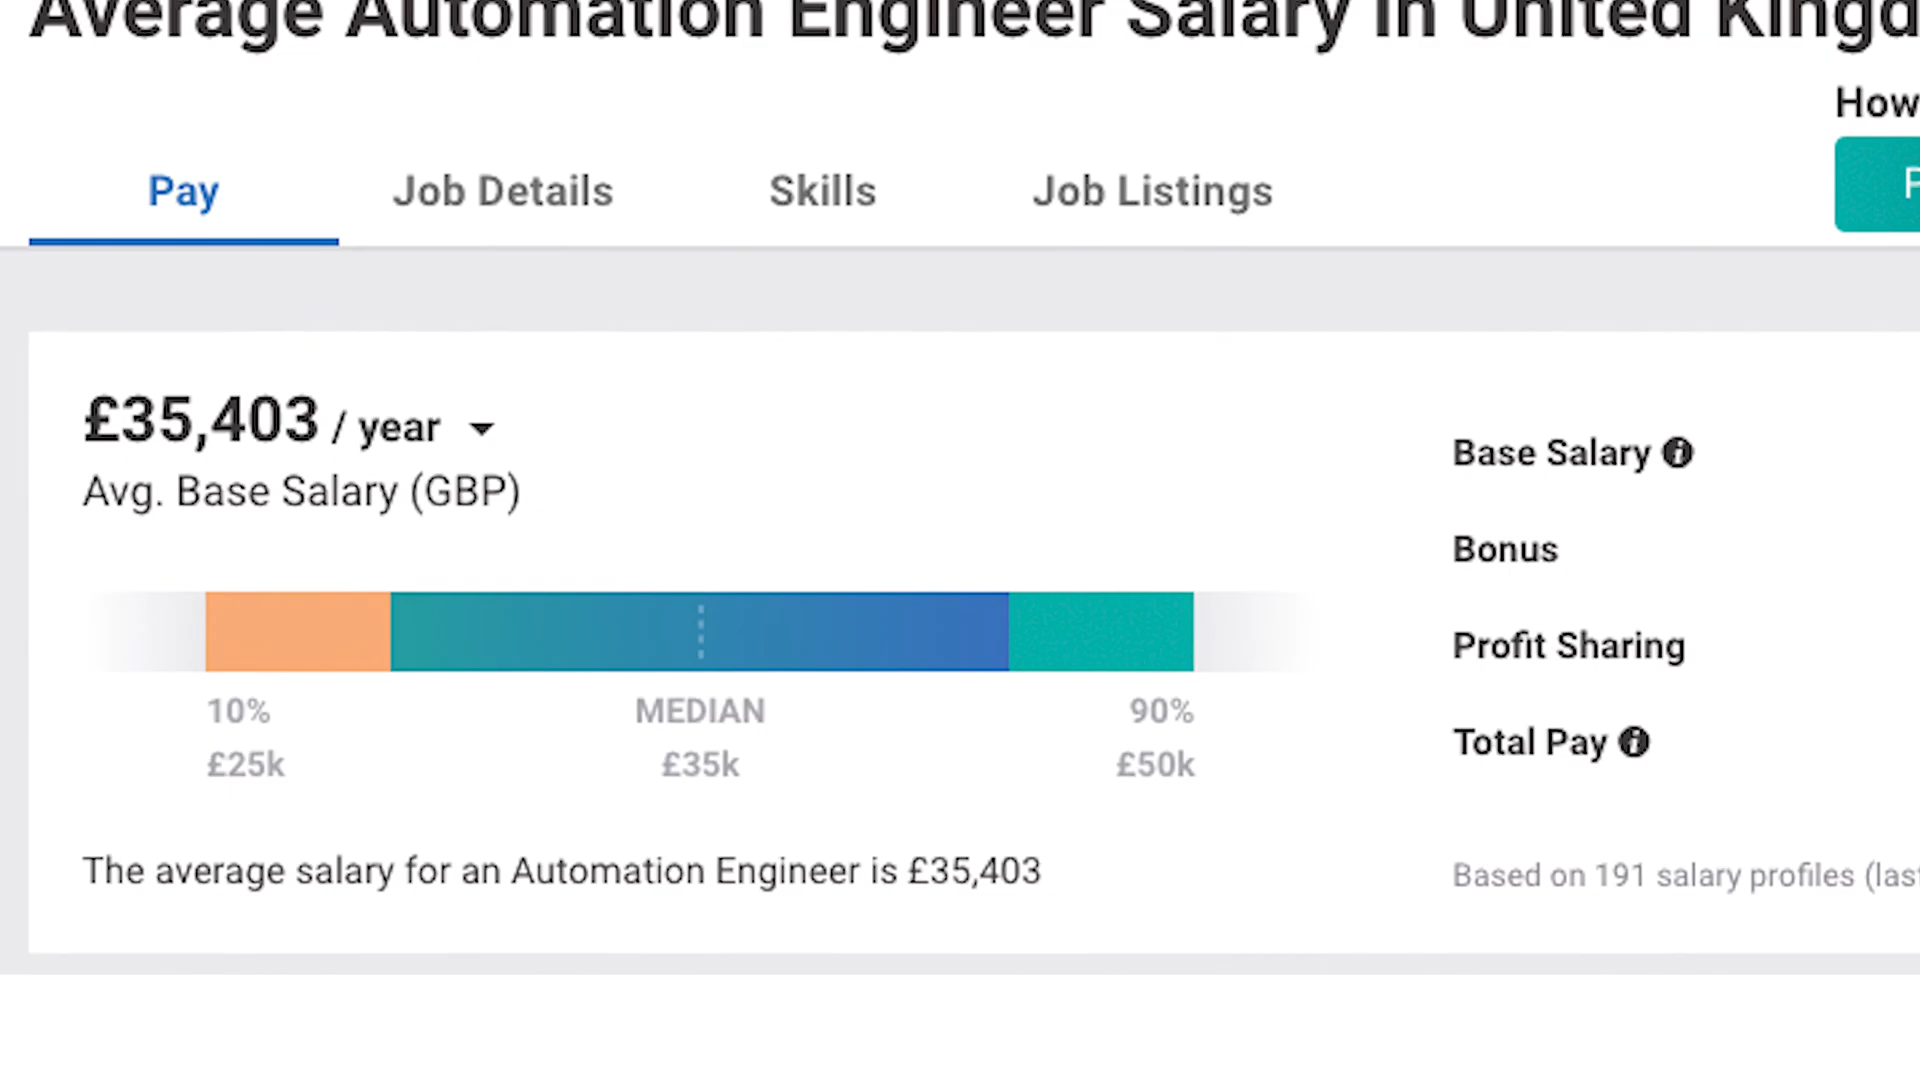 Average Automation Engineer Salary in United Kingd
How
Pay
Job Details
Skills
Job Listings
£35,403 / year
Avg. Base Salary (GBP)
10%
MEDIAN
90%
£25k
£35k
£50k
The average salary for an Automation Engineer is £35,403
Base Salary
Bonus
Profit Sharing
Total Pay
Based on 191 salary profiles (last